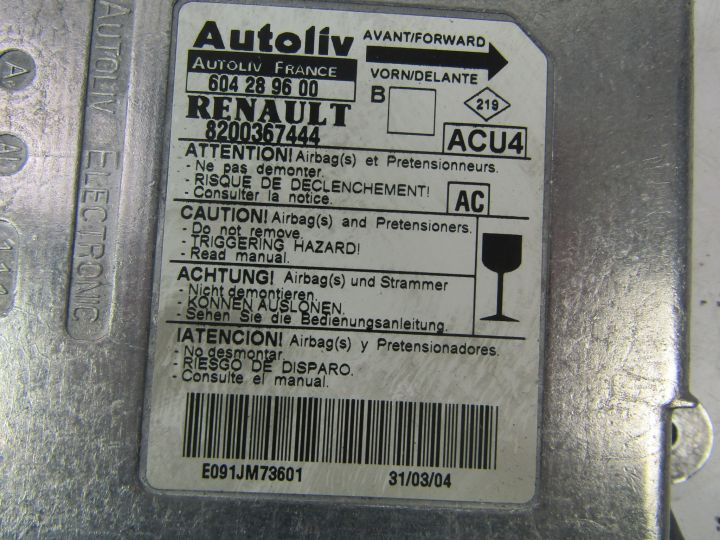 Autoliv
AVANT/FORWARD
AUTOLIV FRANCE
VORN/DELANTE
604 28 96 00
B
219
RENAULT
8200367444
ACU4
ATTENTION! Airbag(s) et Pretensionneurs.
- Ne pas demonter.
- RISQUE DE DECLENCHEMENT!
- Consulter la notice.
AC
CAUTION! Airbag(s) and Pretensioners.
- Do not remove.
- TRIGGERING HAZARD!
- Read manual.
ACHTUNG! Airbag(s) und Strammer
- Nicht demontieren.
- KONNEN AUSLONEN.
- Sehen Sie die Bedienungsanleitung.
IATENCION! Airbag(s) y Pretensionadores.
- No desmontar.
- RIESGO DE DISPARO.
- Consulte el manual.
E091JM73601
31/03/04
AUTOLIV ELECTRONIC
A